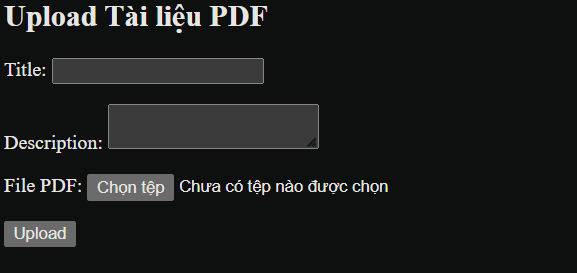 Upload Tài liệu PDF
Title:
Description:
File PDF: Chọn tệp Chưa có tệp nào được chọn
Upload